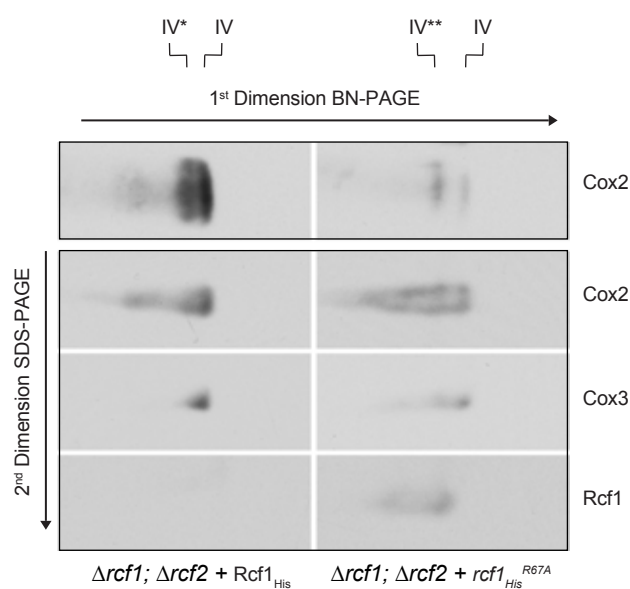 IV* IV IV** IV
1st Dimension BN-PAGE
Cox2
Cox2
Cox3
Rcf1
2nd Dimension SDS-PAGE
Δrcf1; Δrcf2 + Rcf1His Δrcf1; Δrcf2 + rcf1HisR67A